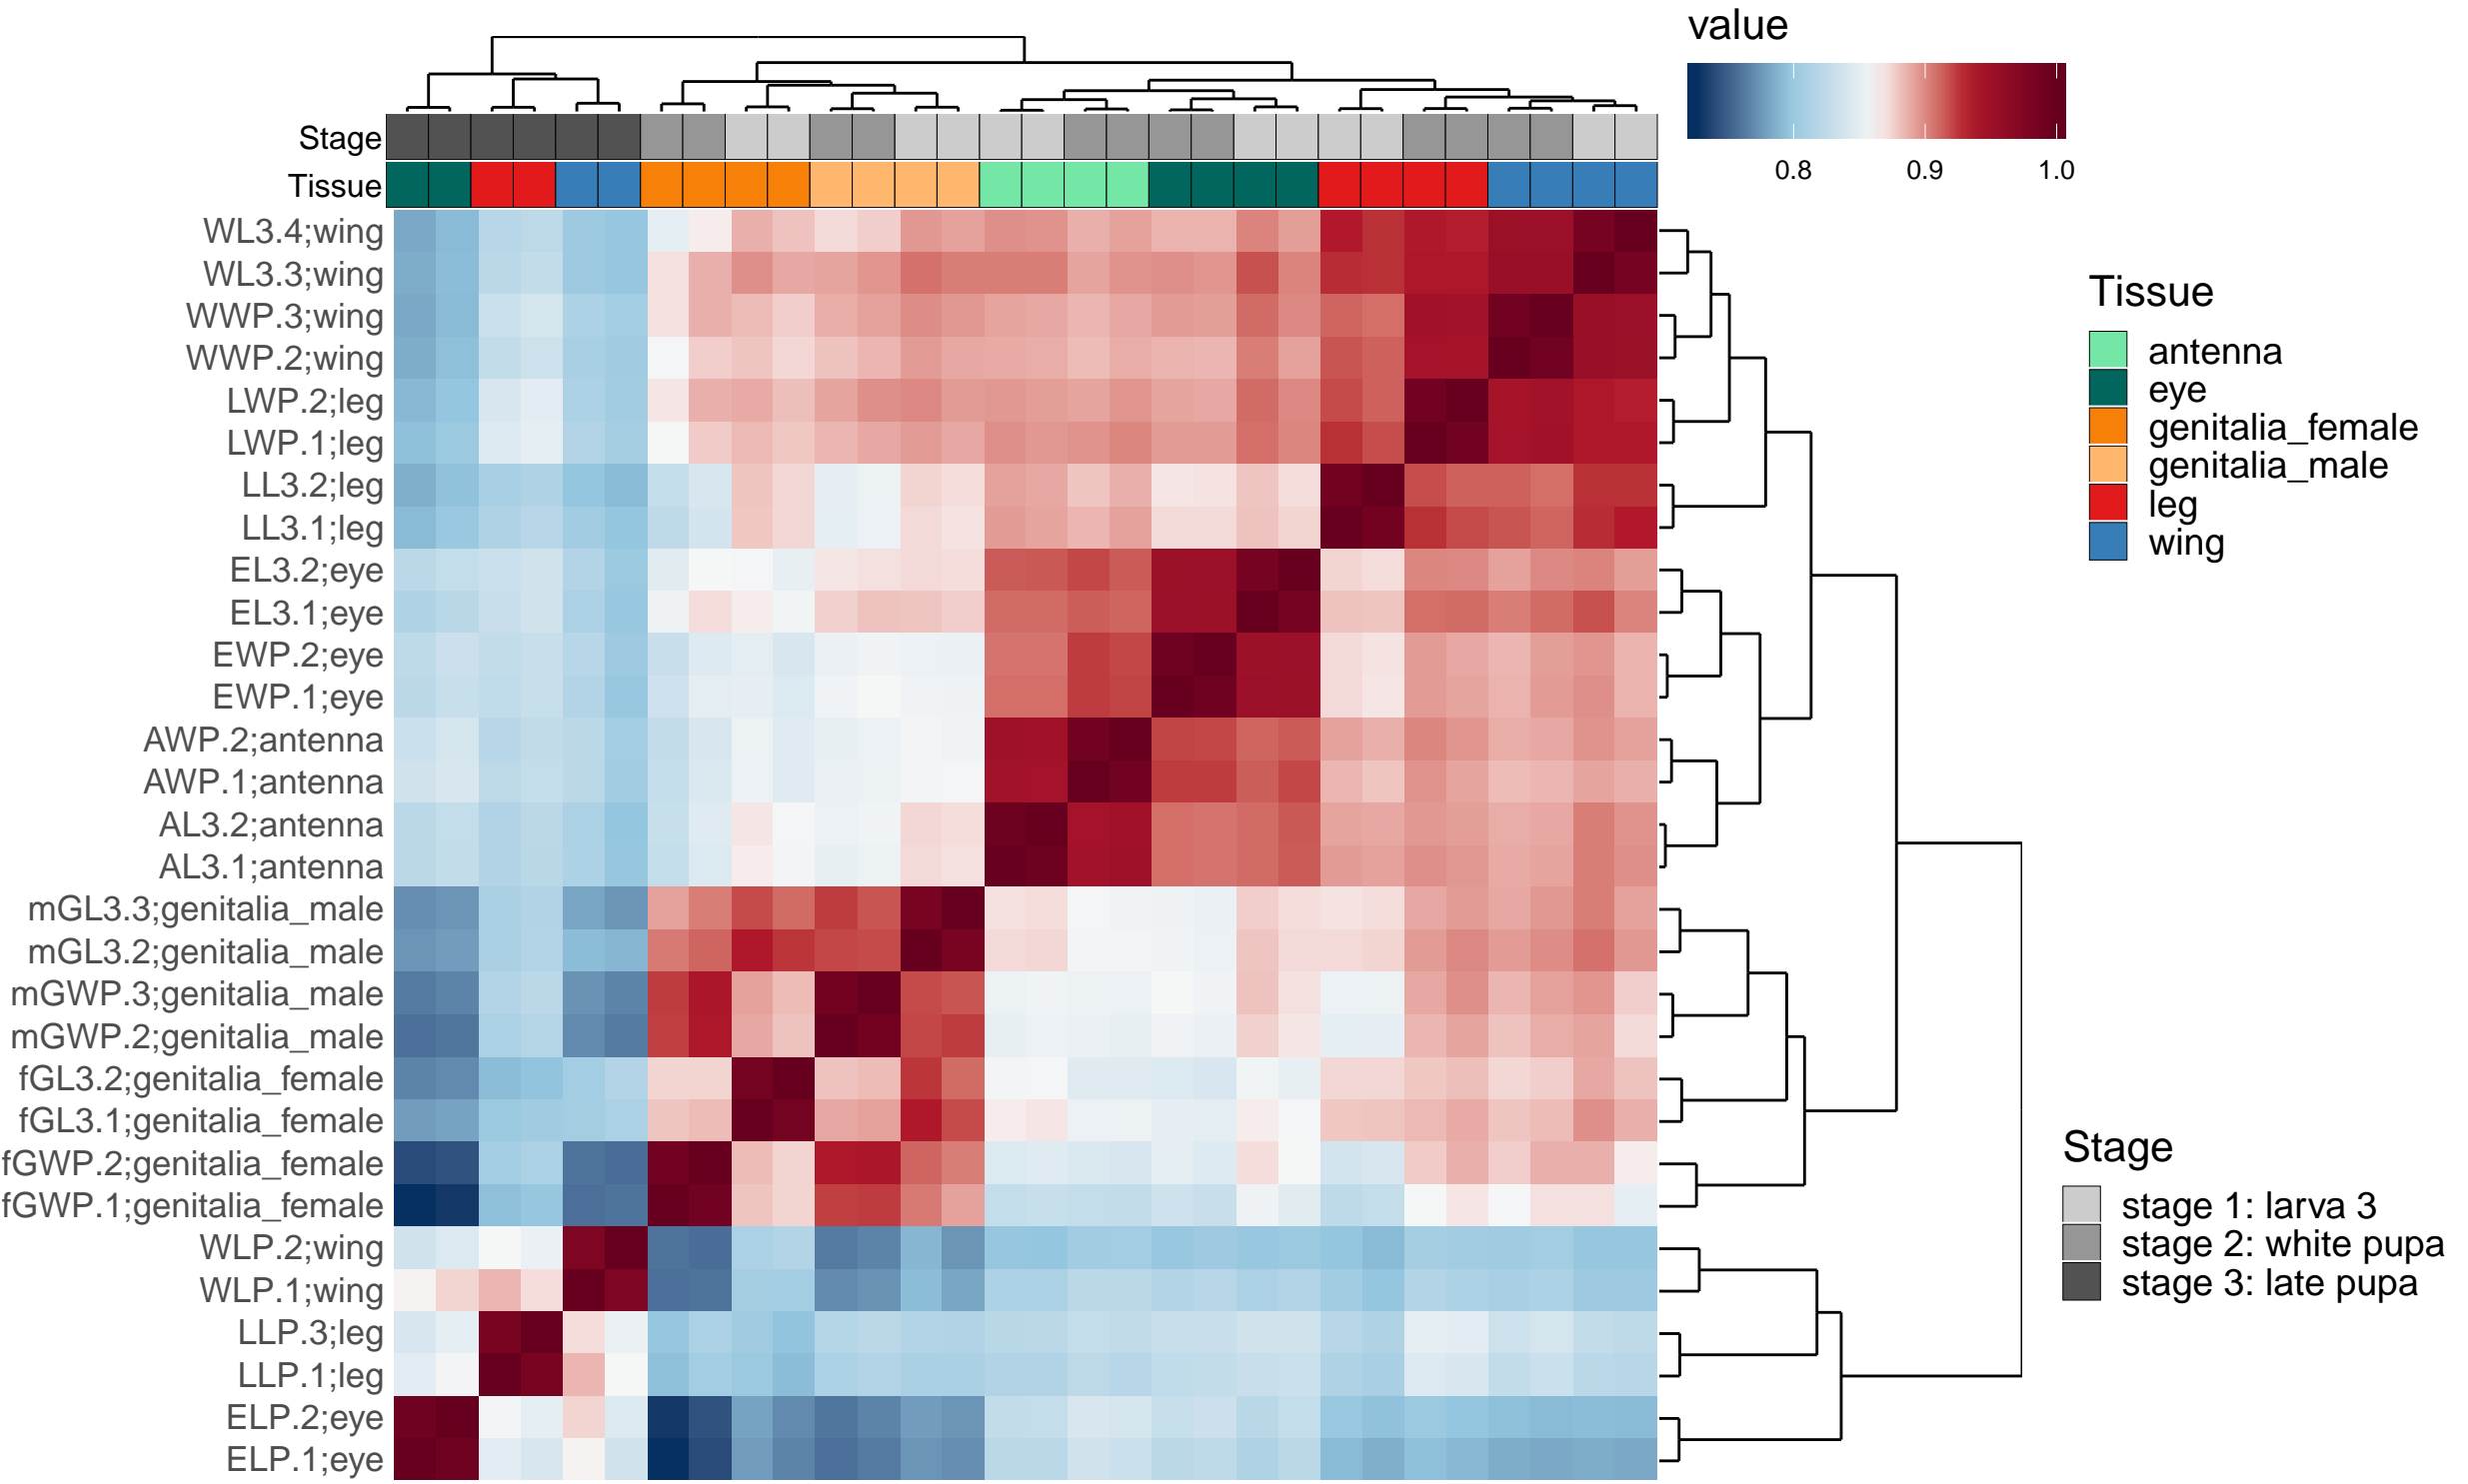 value
0.8 0.9 1.0
Stage
Tissue
WL3.4;wing
WL3.3;wing
WWP.3;wing
WWP.2;wing
LWP.2;leg
LWP.1;leg
LL3.2;leg
LL3.1;leg
EL3.2;eye
EL3.1;eye
EWP.2;eye
EWP.1;eye
AWP.2;antenna
AWP.1;antenna
AL3.2;antenna
AL3.1;antenna
mGL3.3;genitalia_male
mGL3.2;genitalia_male
mGWP.3;genitalia_male
mGWP.2;genitalia_male
fGL3.2;genitalia_female
fGL3.1;genitalia_female
fGWP.2;genitalia_female
fGWP.1;genitalia_female
WLP.2;wing
WLP.1;wing
LLP.3;leg
LLP.1;leg
ELP.2;eye
ELP.1;eye
Tissue
antenna
eye
genitalia_female
genitalia_male
leg
wing
Stage
stage 1: larva 3
stage 2: white pupa
stage 3: late pupa